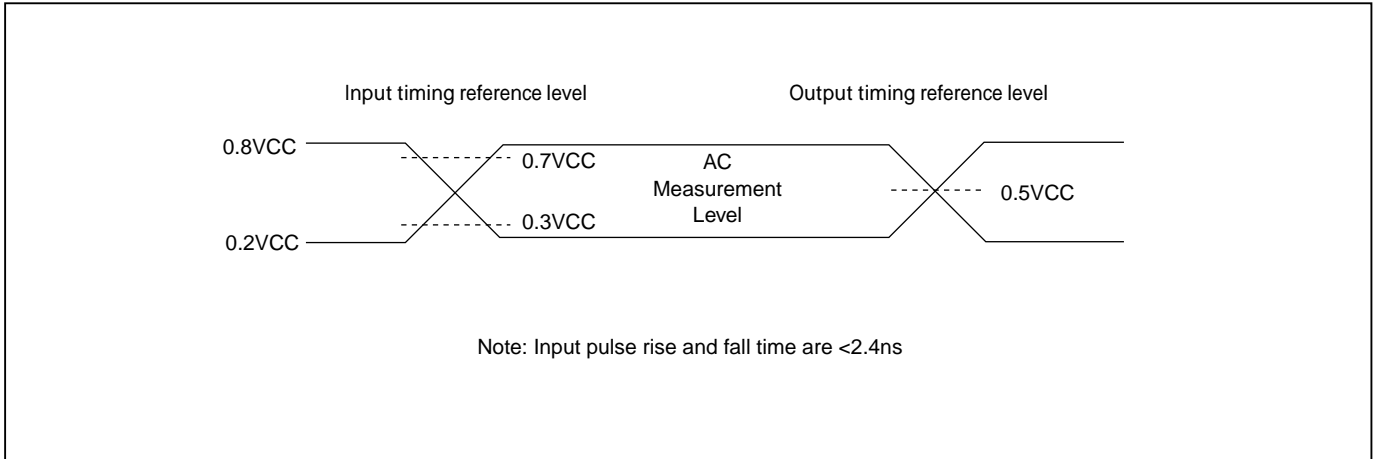 Input timing reference level
Output timing reference level
0.8VCC
0.7VCC
AC
Measurement
Level
0.5VCC
0.3VCC
0.2VCC
Note: Input pulse rise and fall time are <2.4ns